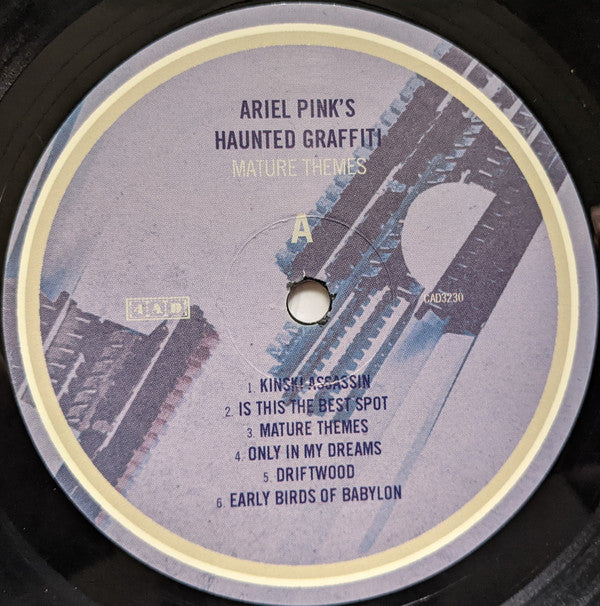 ARIEL PINK'S
HAUNTED GRAFFITI
MATURE THEMES
A
4AD
CAD3230
1. KINSKI ASSASSIN
2. IS THIS THE BEST SPOT
3. MATURE THEMES
4. ONLY IN MY DREAMS
5. DRIFTWOOD
6. EARLY BIRDS OF BABYLON